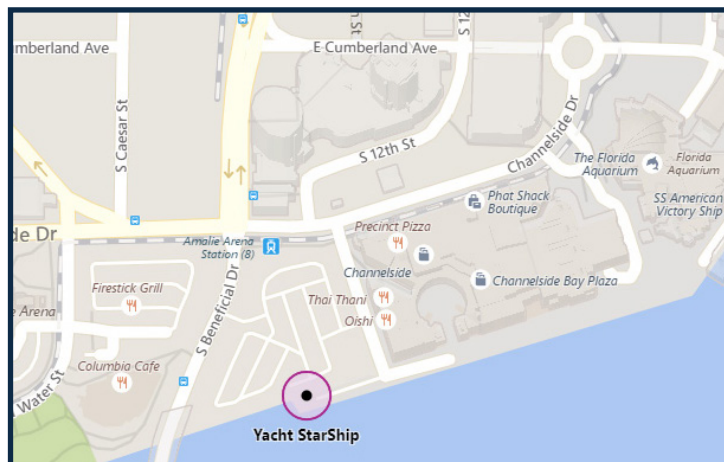 umberland Ave
E Cumberland Ave
S 12
S Caesar St
S 12th St
Channelside Dr
The Florida
Aquarium
Florida
Aquarium
SS American
Victory Ship
Phat Shack
Boutique
de Dr
Amalie Arena
Station (8)
Precinct Pizza
Channelside
Channelside Bay Plaza
Firestick Grill
Thai Thani
Oishi
e Arena
S Beneficial Dr
Columbia Cafe
Water St
Yacht StarShip